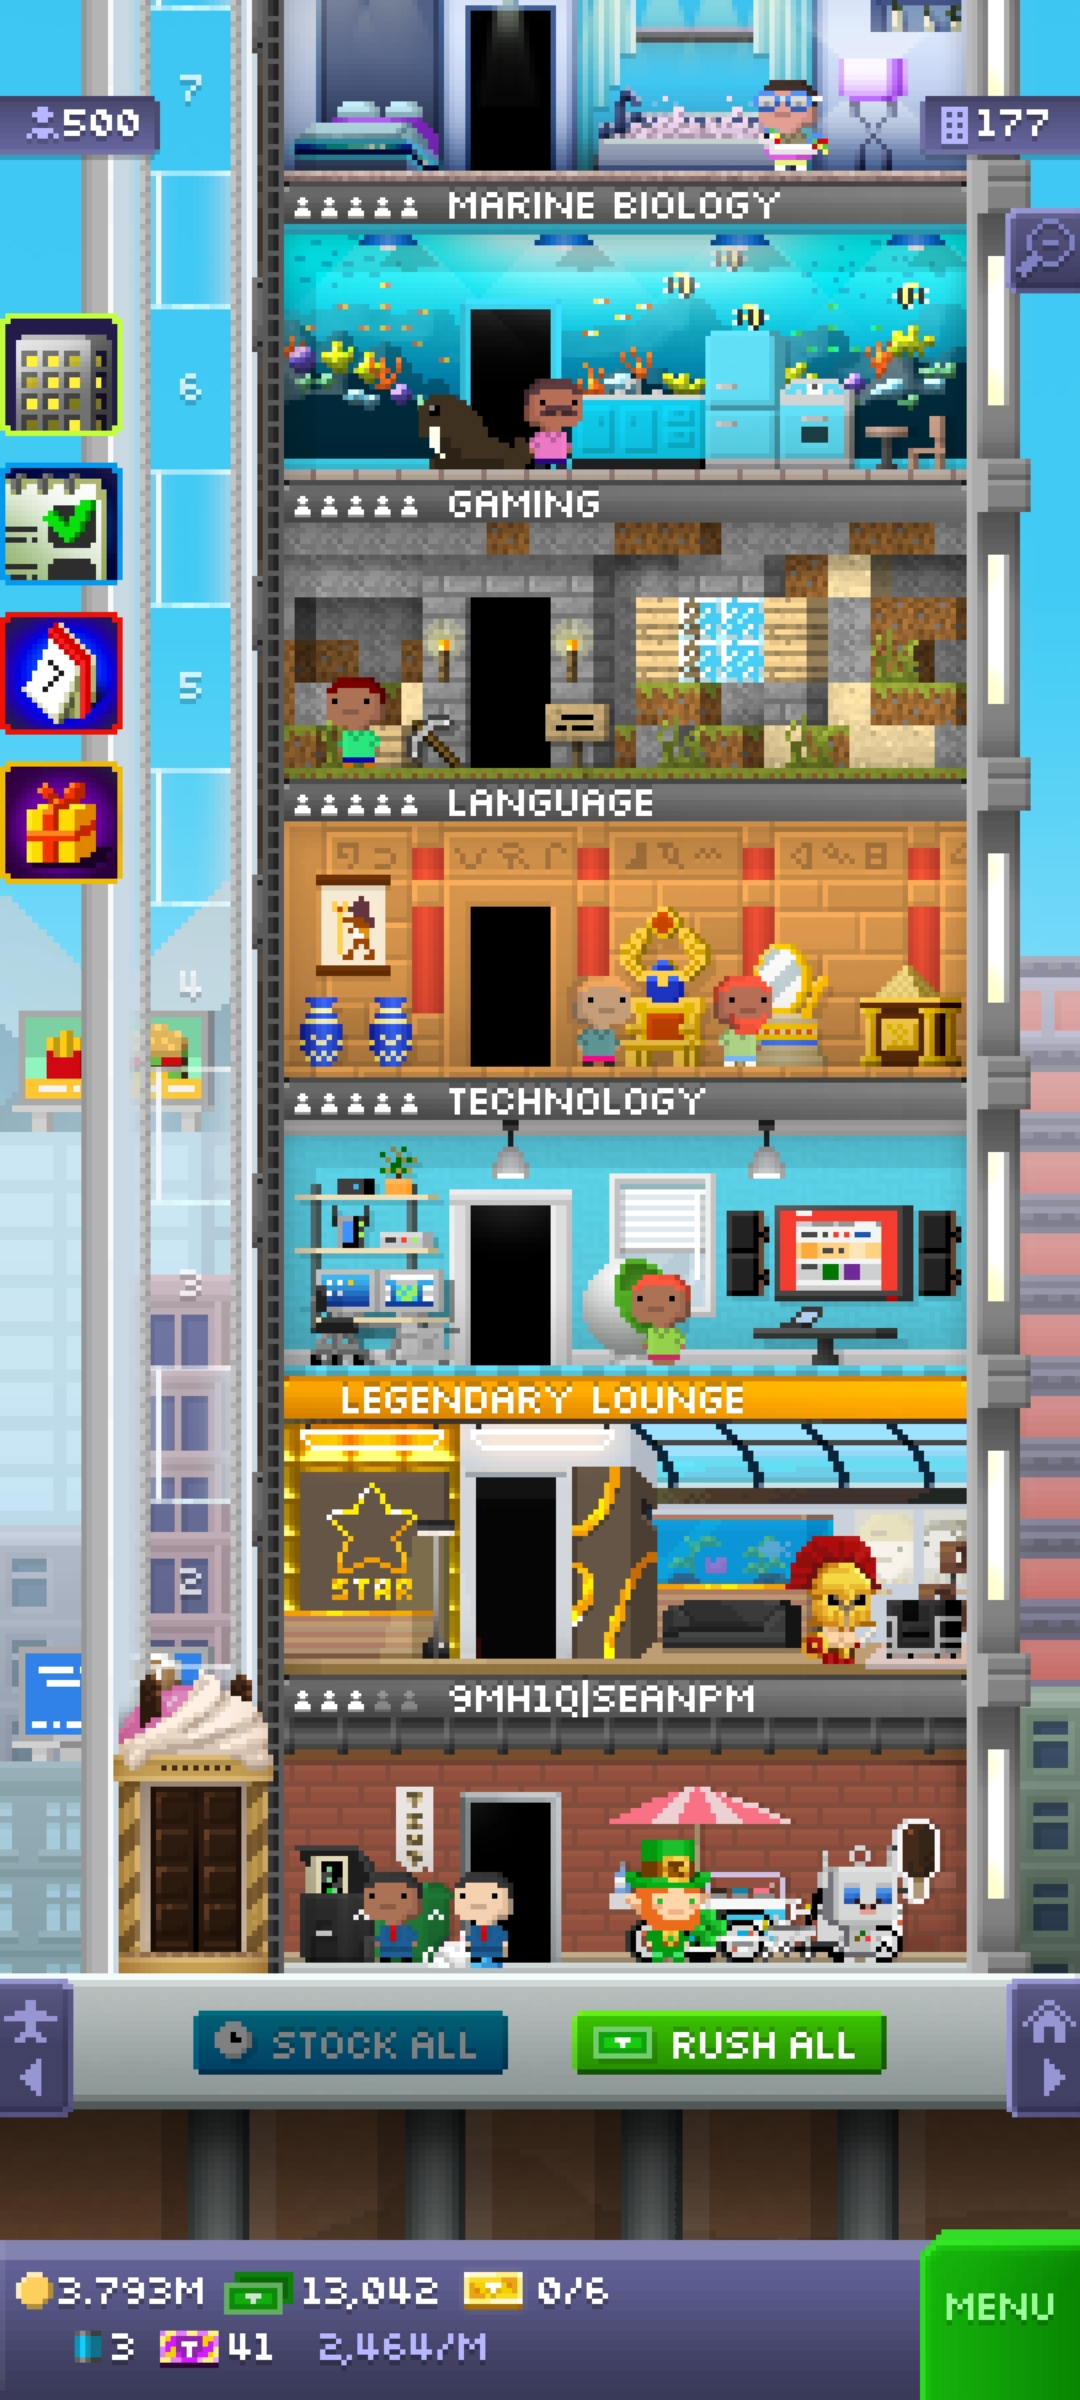 7
500
177
MARINE BIOLOGY
6
GAMING
5
7
LANGUAGE
4
TECHNOLOGY
3
LEGENDARY LOUNGE
STAR
2
9MH1Q|SEANPM
STOCK ALL
RUSH ALL
3.793M 13,042 0/6
MENU
3 T 41 2,464/M